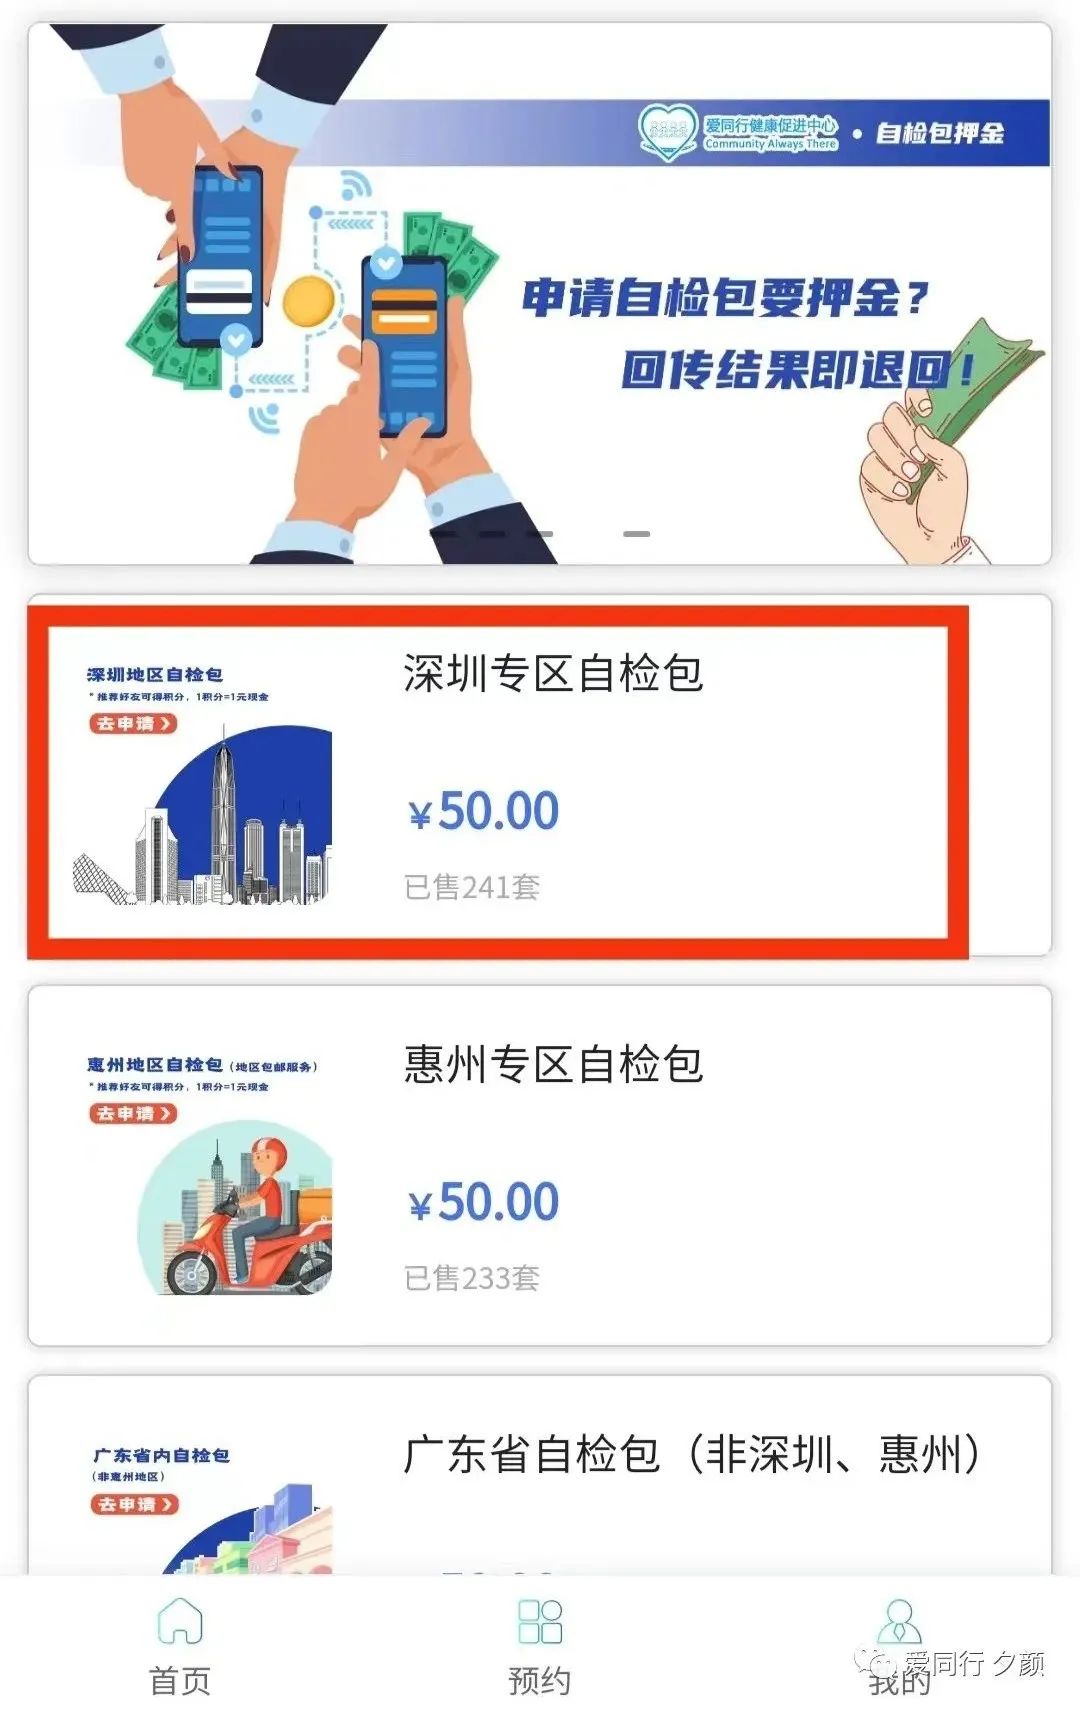 爱同行健康促进中心
Community Always There
• 自检包押金
申请自检包要押金？
回传结果即退回！
深圳地区自检包
*推荐好友可得积分，1积分=1元现金
去申请
深圳专区自检包
¥50.00
已售241套
惠州地区自检包（地区包邮服务）
*推荐好友可得积分，1积分=1元现金
去申请
惠州专区自检包
¥50.00
已售233套
广东省内自检包
（非惠州地区）
去申请
广东省自检包（非深圳、惠州）
首页
预约
我的
爱同行 夕颜